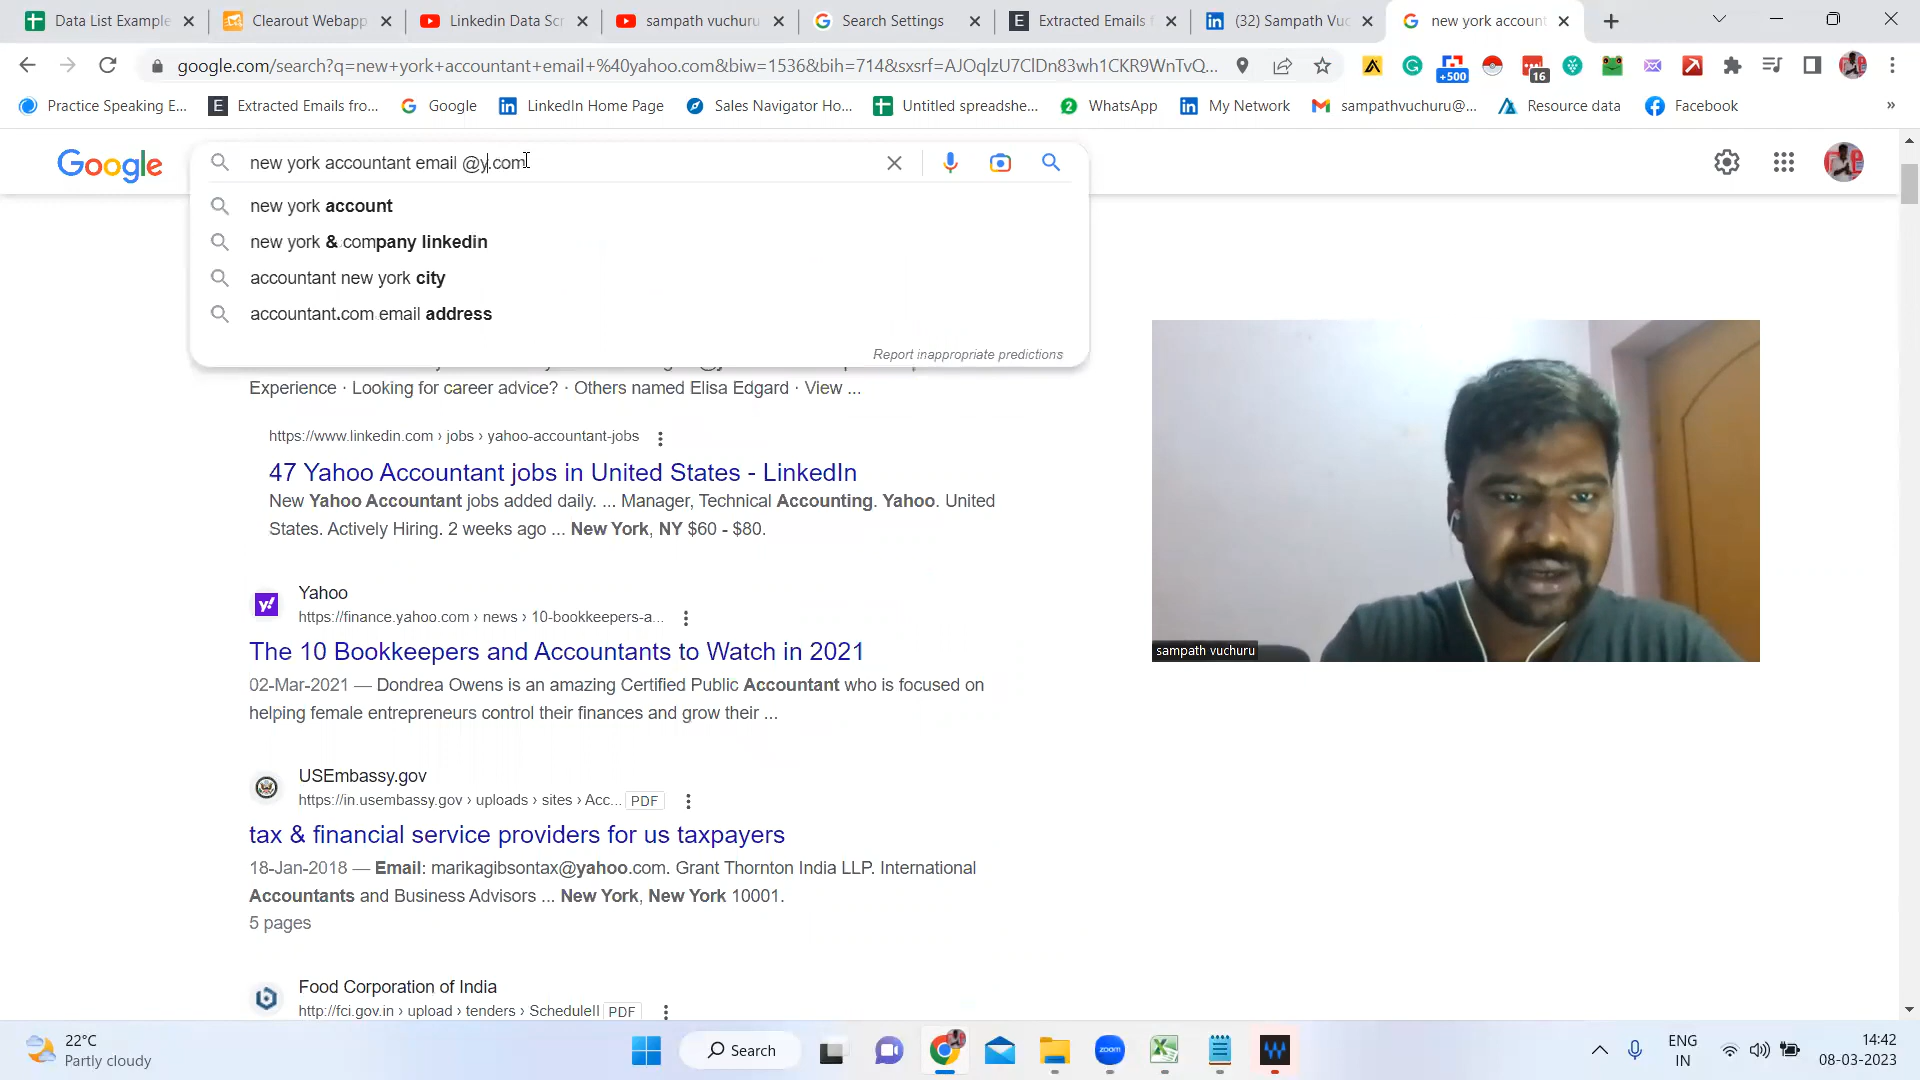 Data List Example
Clearout Webapp
Linkedin Data Scr
sampath vuchuru
Search Settings
Extracted Emails f
(32) Sampath Vuc
new york account
google.com/search?q=new+york+accountant+email+%40yahoo.com&biw=1536&bih=714&sxsrf=AJOqlzU7ClDn83wh1CKR9WnTvQ...
+500
16
Practice Speaking E...
Extracted Emails fro...
Google
LinkedIn Home Page
Sales Navigator Ho...
Untitled spreadshe...
WhatsApp
My Network
sampathvuchuru@...
Resource data
Facebook
»
Google
new york accountant email @y.com
new york account
new york & company linkedin
accountant new york city
accountant.com email address
Report inappropriate predictions
Experience · Looking for career advice? · Others named Elisa Edgard · View ...
https://www.linkedin.com › jobs › yahoo-accountant-jobs
47 Yahoo Accountant jobs in United States - LinkedIn
New Yahoo Accountant jobs added daily. ... Manager, Technical Accounting. Yahoo. United
States. Actively Hiring. 2 weeks ago ... New York, NY $60 - $80.
Yahoo
https://finance.yahoo.com › news › 10-bookkeepers-a...
The 10 Bookkeepers and Accountants to Watch in 2021
02-Mar-2021 — Dondrea Owens is an amazing Certified Public Accountant who is focused on
helping female entrepreneurs control their finances and grow their ...
USEmbassy.gov
https://in.usembassy.gov › uploads › sites › Acc... PDF
tax & financial service providers for us taxpayers
18-Jan-2018 — Email: marikagibsontax@yahoo.com. Grant Thornton India LLP. International
Accountants and Business Advisors ... New York, New York 10001.
5 pages
Food Corporation of India
http://fci.gov.in › upload › tenders › ScheduleII PDF
sampath vuchuru
22°C
Partly cloudy
Search
zoom
ENG
IN
14:42
08-03-2023